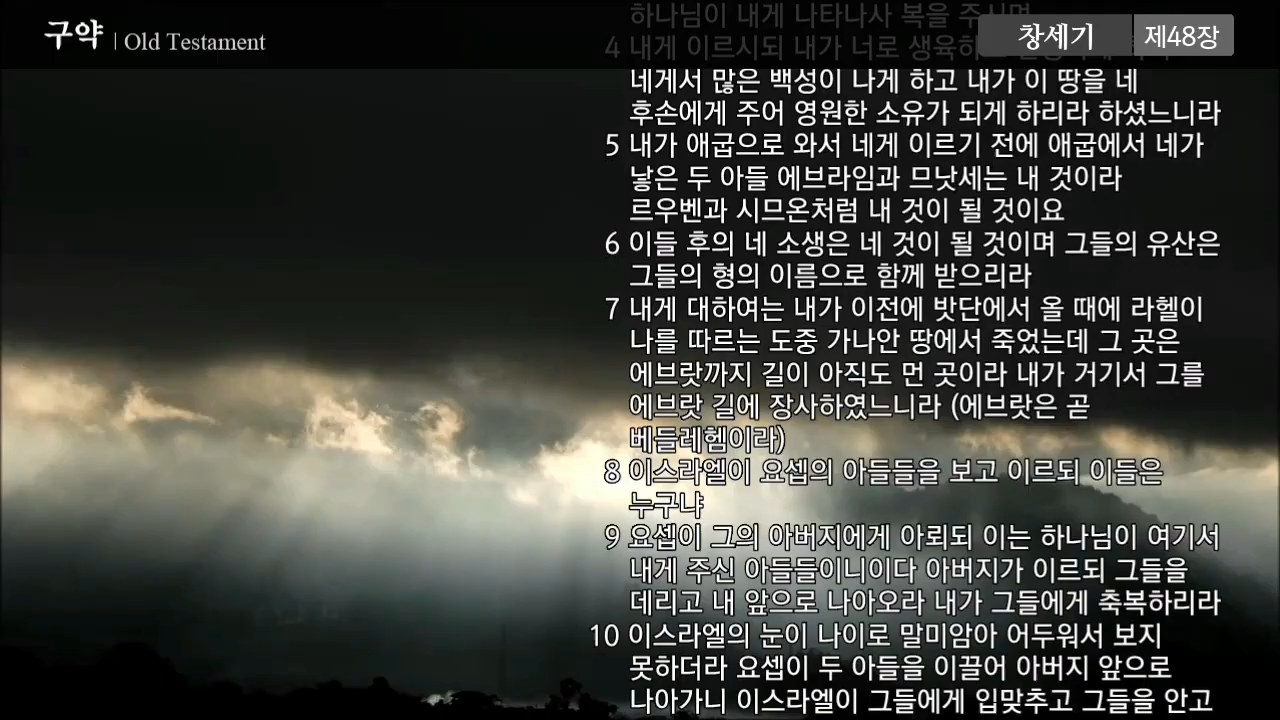 구약 | Old Testament
창세기 제48장
하나님이 내게 나타나사 복을 주시며
4 내게 이르시되 내가 너로 생육하
네게서 많은 백성이 나게 하고 내가 이 땅을 네
후손에게 주어 영원한 소유가 되게 하리라 하셨느니라
5 내가 애굽으로 와서 네게 이르기 전에 애굽에서 네가
낳은 두 아들 에브라임과 므낫세는 내 것이라
르우벤과 시므온처럼 내 것이 될 것이요
6 이들 후의 네 소생은 네 것이 될 것이며 그들의 유산은
그들의 형의 이름으로 함께 받으리라
7 내게 대하여는 내가 이전에 밧단에서 올 때에 라헬이
나를 따르는 도중 가나안 땅에서 죽었는데 그 곳은
에브랏까지 길이 아직도 먼 곳이라 내가 거기서 그를
에브랏 길에 장사하였느니라 (에브랏은 곧
베들레헴이라)
8 이스라엘이 요셉의 아들들을 보고 이르되 이들은
누구냐
9 요셉이 그의 아버지에게 아뢰되 이는 하나님이 여기서
내게 주신 아들들이니이다 아버지가 이르되 그들을
데리고 내 앞으로 나아오라 내가 그들에게 축복하리라
10 이스라엘의 눈이 나이로 말미암아 어두워서 보지
못하더라 요셉이 두 아들을 이끌어 아버지 앞으로
나아가니 이스라엘이 그들에게 입맞추고 그들을 안고